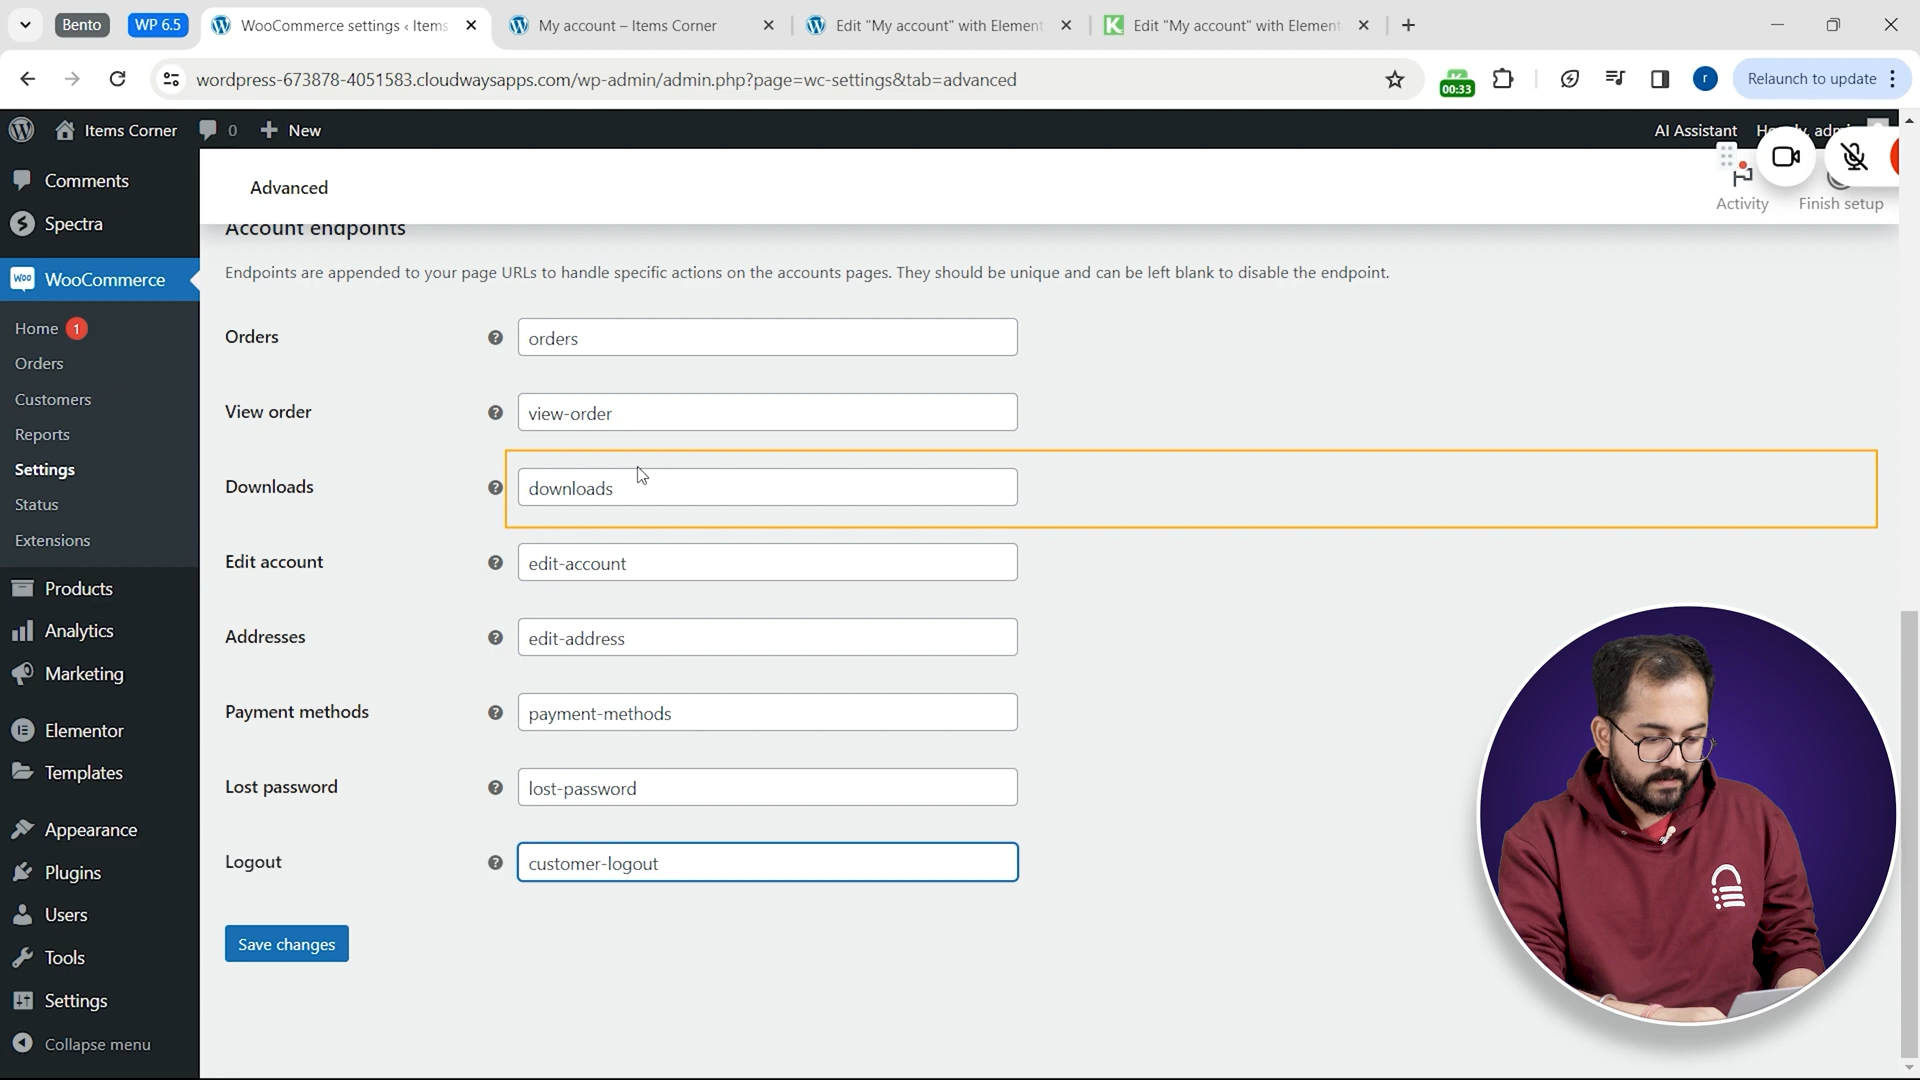 Bento
WP 6.5
WooCommerce settings ‹ Items
My account – Items Corner
Edit "My account" with Element
Edit "My account" with Element
wordpress-673878-4051583.cloudwaysapps.com/wp-admin/admin.php?page=wc-settings&tab=advanced
00:33
r
Relaunch to update
Items Corner
0
New
AI Assistant
Comments
Spectra
WooCommerce
Home 1
Orders
Customers
Reports
Settings
Status
Extensions
Products
Analytics
Marketing
Elementor
Templates
Appearance
Plugins
Users
Tools
Settings
Collapse menu
Advanced
Activity
Finish setup
Account endpoints
Endpoints are appended to your page URLs to handle specific actions on the accounts pages. They should be unique and can be left blank to disable the endpoint.
Orders
orders
View order
view-order
Downloads
downloads
Edit account
edit-account
Addresses
edit-address
Payment methods
payment-methods
Lost password
lost-password
Logout
customer-logout
Save changes